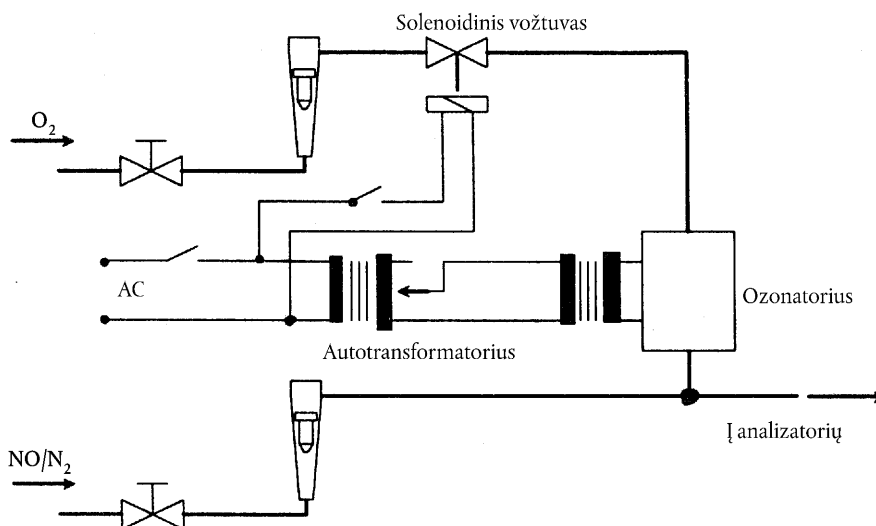 Solenoidinis vožtuvas
O₂
AC
Ozonatorius
Autotransformatorius
Į analizatorių
NO/N₂